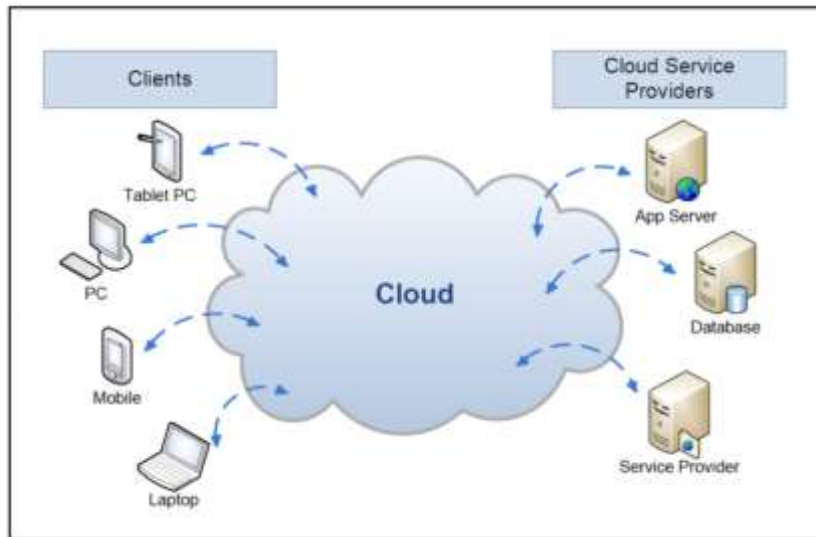 Clients
Cloud Service
Providers
Tablet PC
App Server
PC
Cloud
Database
Mobile
Service Provider
Laptop